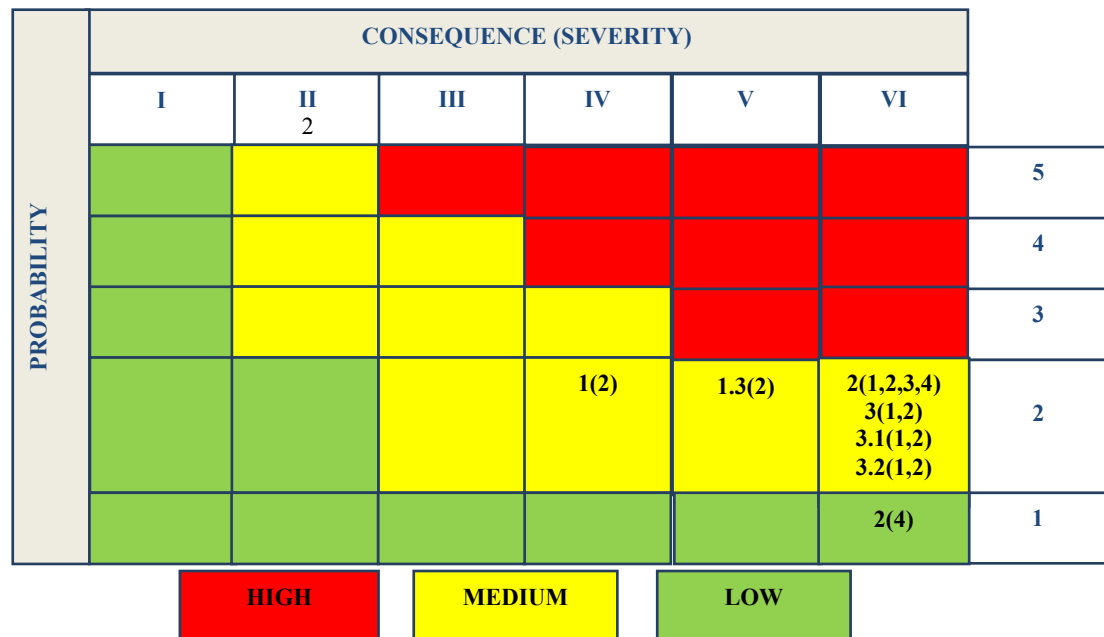 CONSEQUENCE (SEVERITY)
PROBABILITY
I
II
2
III
IV
V
VI
5
4
3
1(2)
1.3(2)
2(1,2,3,4)
3(1,2)
3.1(1,2)
3.2(1,2)
2
2(4)
1
HIGH
MEDIUM
LOW